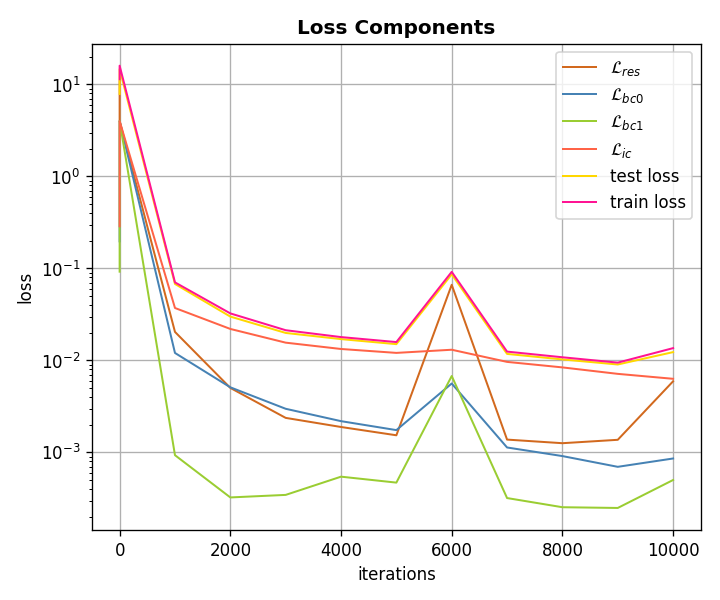 Loss Components
ℒ_res
ℒ_bc0
ℒ_bc1
ℒ_ic
test loss
train loss
10¹
10⁰
10⁻¹
10⁻²
10⁻³
loss
0 2000 4000 6000 8000 10000
iterations